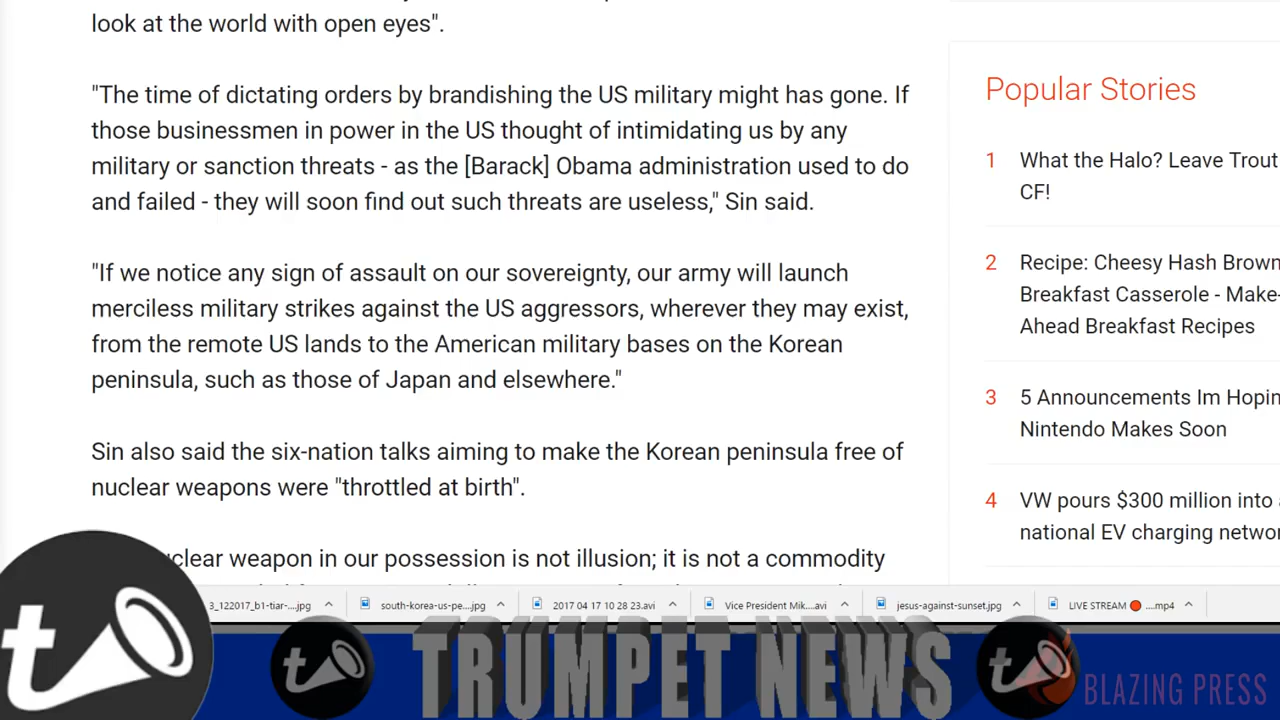 look at the world with open eyes".
"The time of dictating orders by brandishing the US military might has gone. If
those businessmen in power in the US thought of intimidating us by any
military or sanction threats - as the [Barack] Obama administration used to do
and failed - they will soon find out such threats are useless," Sin said.
"If we notice any sign of assault on our sovereignty, our army will launch
merciless military strikes against the US aggressors, wherever they may exist,
from the remote US lands to the American military bases on the Korean
peninsula, such as those of Japan and elsewhere."
Sin also said the six-nation talks aiming to make the Korean peninsula free of
nuclear weapons were "throttled at birth".
clear weapon in our possession is not illusion; it is not a commodity
Popular Stories
1 What the Halo? Leave Trout
CF!
2 Recipe: Cheesy Hash Brown
Breakfast Casserole - Make-
Ahead Breakfast Recipes
3 5 Announcements Im Hopin
Nintendo Makes Soon
4 VW pours $300 million into a
national EV charging networ
3_122017_b1-tiar-....jpg south-korea-us-pe....jpg 2017 04 17 10 28 23.avi Vice President Mik....avi jesus-against-sunset.jpg LIVE STREAM 🔴 ....mp4
t t TRUMPET NEWS t BLAZING PRESS